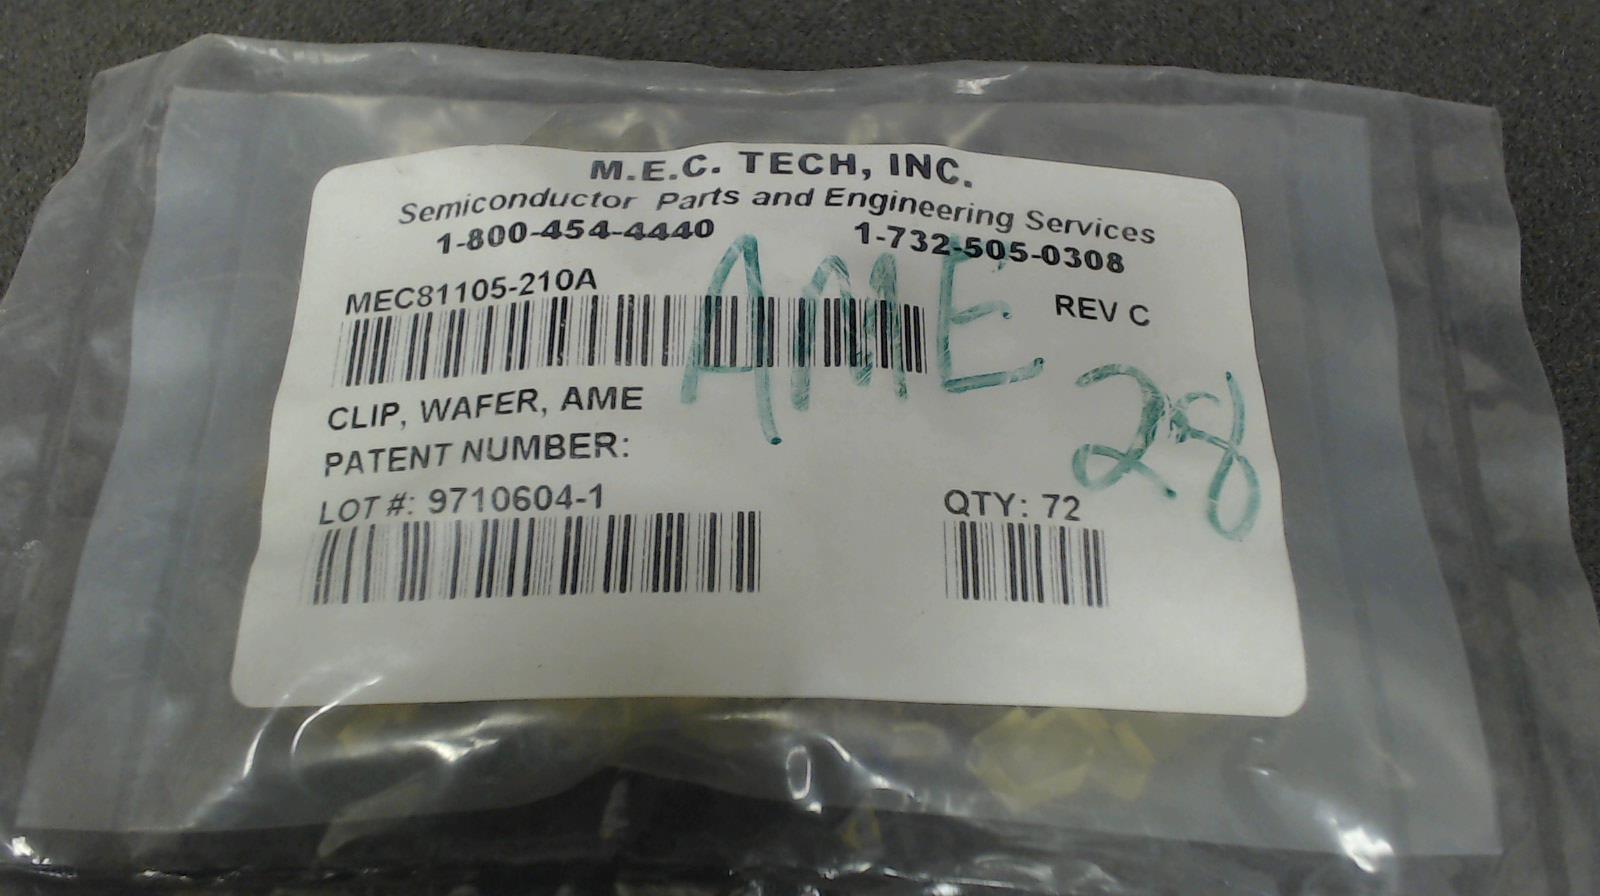 M.E.C. TECH, INC.
Semiconductor Parts and Engineering Services
1-800-454-4440 1-732-505-0308
MEC81105-210A REV C
AME
28
CLIP, WAFER, AME
PATENT NUMBER:
LOT #: 9710604-1 QTY: 72